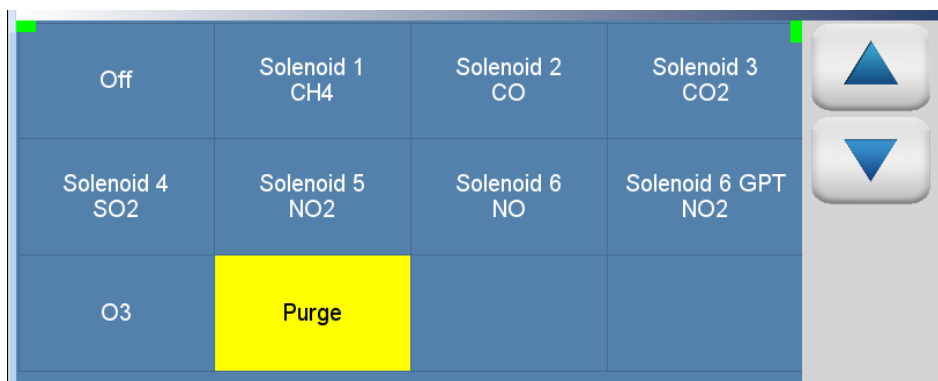 Off
Solenoid 1
CH4
Solenoid 2
CO
Solenoid 3
CO2
Solenoid 4
SO2
Solenoid 5
NO2
Solenoid 6
NO
Solenoid 6 GPT
NO2
O3
Purge